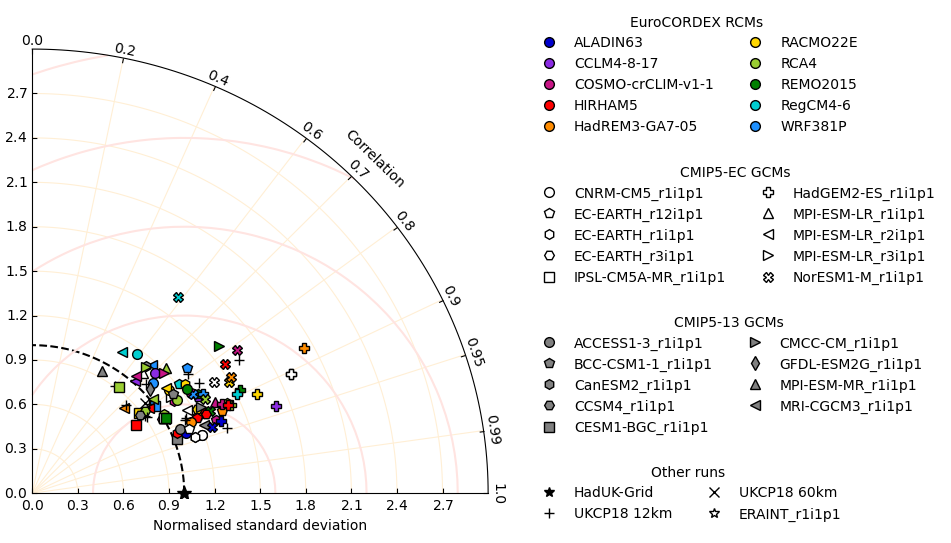 0.0
0.2
0.4
0.6
Correlation
0.7
0.8
0.9
0.95
0.99
1.0
2.7
2.4
2.1
1.8
1.5
1.2
0.9
0.6
0.3
0.0
0.0 0.3 0.6 0.9 1.2 1.5 1.8 2.1 2.4 2.7
Normalised standard deviation
EuroCORDEX RCMs
ALADIN63 RACMO22E
CCLM4-8-17 RCA4
COSMO-crCLIM-v1-1 REMO2015
HIRHAM5 RegCM4-6
HadREM3-GA7-05 WRF381P
CMIP5-EC GCMs
CNRM-CM5_r1i1p1 HadGEM2-ES_r1i1p1
EC-EARTH_r12i1p1 MPI-ESM-LR_r1i1p1
EC-EARTH_r1i1p1 MPI-ESM-LR_r2i1p1
EC-EARTH_r3i1p1 MPI-ESM-LR_r3i1p1
IPSL-CM5A-MR_r1i1p1 NorESM1-M_r1i1p1
CMIP5-13 GCMs
ACCESS1-3_r1i1p1 CMCC-CM_r1i1p1
BCC-CSM1-1_r1i1p1 GFDL-ESM2G_r1i1p1
CanESM2_r1i1p1 MPI-ESM-MR_r1i1p1
CCSM4_r1i1p1 MRI-CGCM3_r1i1p1
CESM1-BGC_r1i1p1
Other runs
HadUK-Grid UKCP18 60km
UKCP18 12km ERAINT_r1i1p1